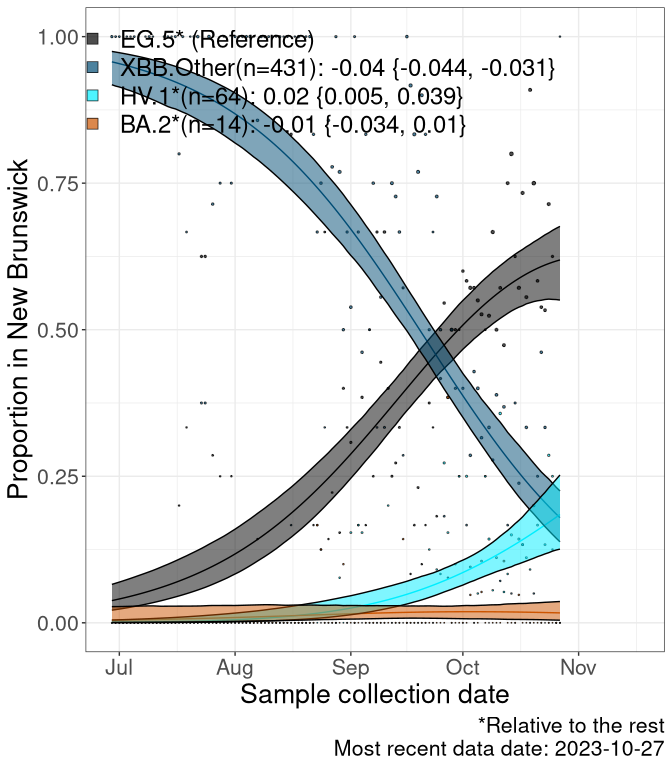 1.00
0.75
0.50
0.25
0.00
Proportion in New Brunswick
EG.5* (Reference)
XBB.Other(n=431): -0.04 {-0.044, -0.031}
HV.1*(n=64): 0.02 {0.005, 0.039}
BA.2*(n=14): -0.01 {-0.034, 0.01}
Jul Aug Sep Oct Nov
Sample collection date
*Relative to the rest
Most recent data date: 2023-10-27